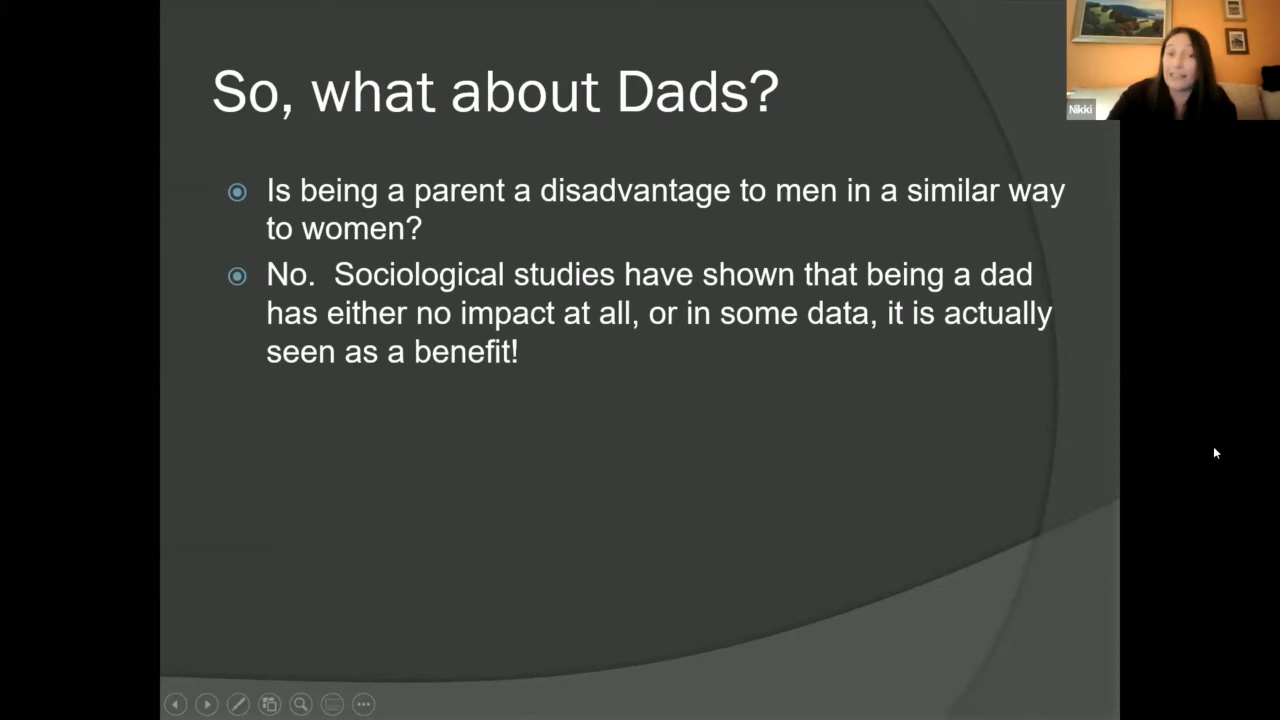 So, what about Dads?
Is being a parent a disadvantage to men in a similar way
to women?
No.  Sociological studies have shown that being a dad
has either no impact at all, or in some data, it is actually
seen as a benefit!
Nikki